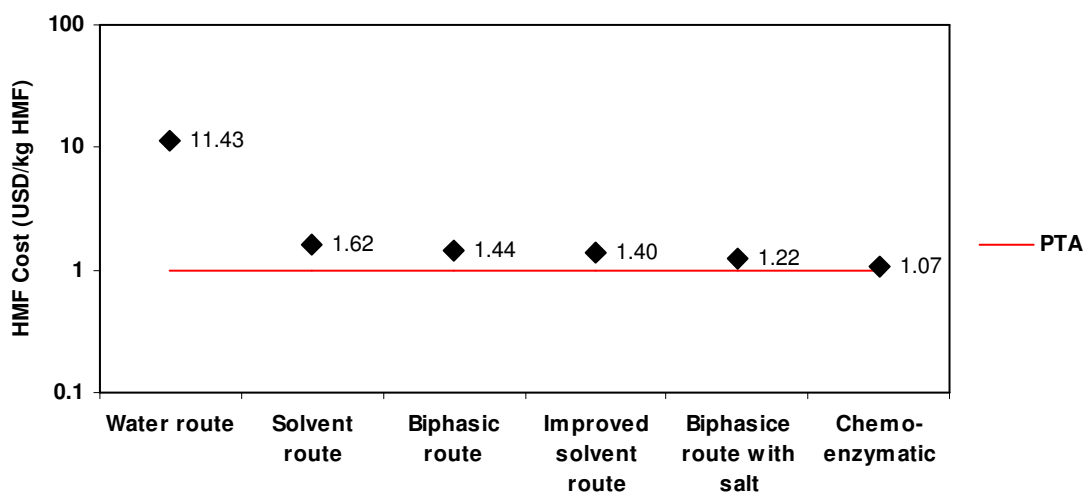 100
10
1
0.1
HMF Cost (USD/kg HMF)
11.43
1.62
1.44
1.40
1.22
1.07
PTA
Water route
Solvent
route
Biphasic
route
Improved
solvent
route
Biphasice
route with
salt
Chemo-
enzymatic